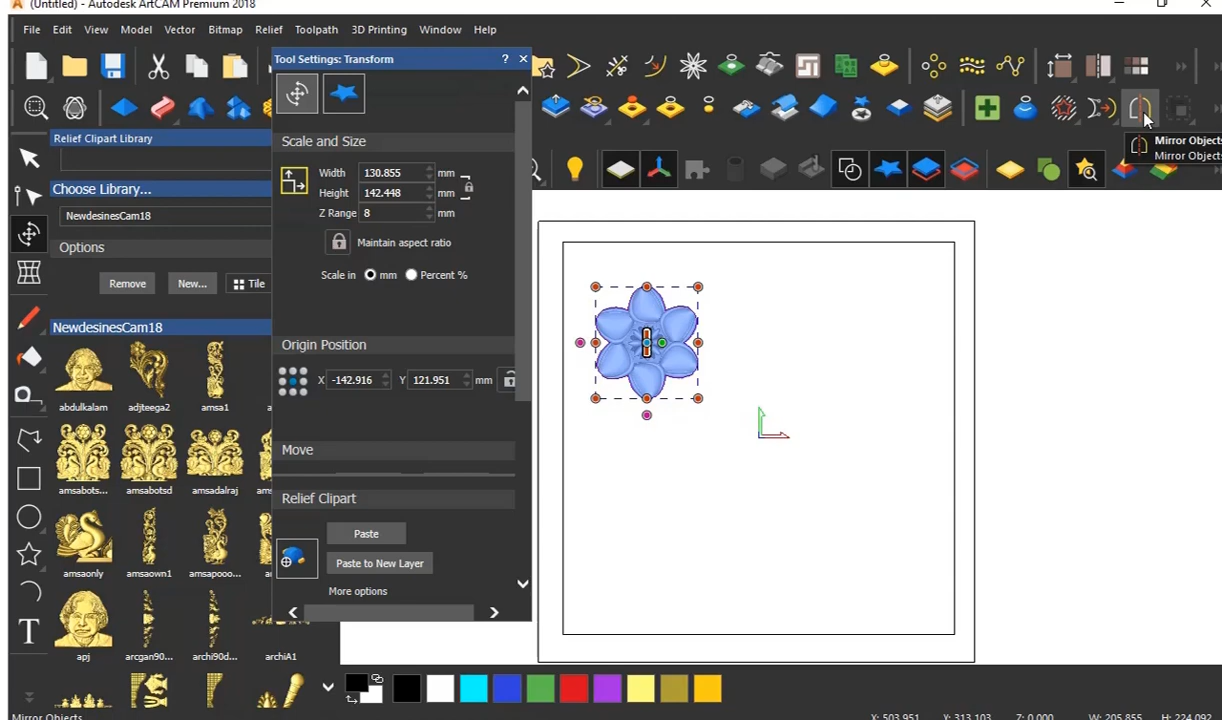 (Untitled) - Autodesk ArtCAM Premium 2018
File Edit View Model Vector Bitmap Relief Toolpath 3D Printing Window Help
Tool Settings: Transform ?
Relief Clipart Library
Scale and Size
Mirror Objects
Mirror Objects
Width 130.855 mm
Choose Library...
Height 142.448 mm
NewdesinesCam18
Z Range 8 mm
Maintain aspect ratio
Options
Scale in mm Percent %
Remove New... Tile
NewdesinesCam18
Origin Position
X -142.916 Y 121.951 mm
abdulkalam adjteega2 amsa1
Move
amsabots... amsabotsd amsadalraj
Relief Clipart
Paste
Paste to New Layer
amsaonly amsaown1 amsapooo...
More options
apj arcgan90... archi90d... archiA1
Mirror Objects X: 503.951 Y: 313.103 Z: 0.000 W: 205.855 H: 224.092